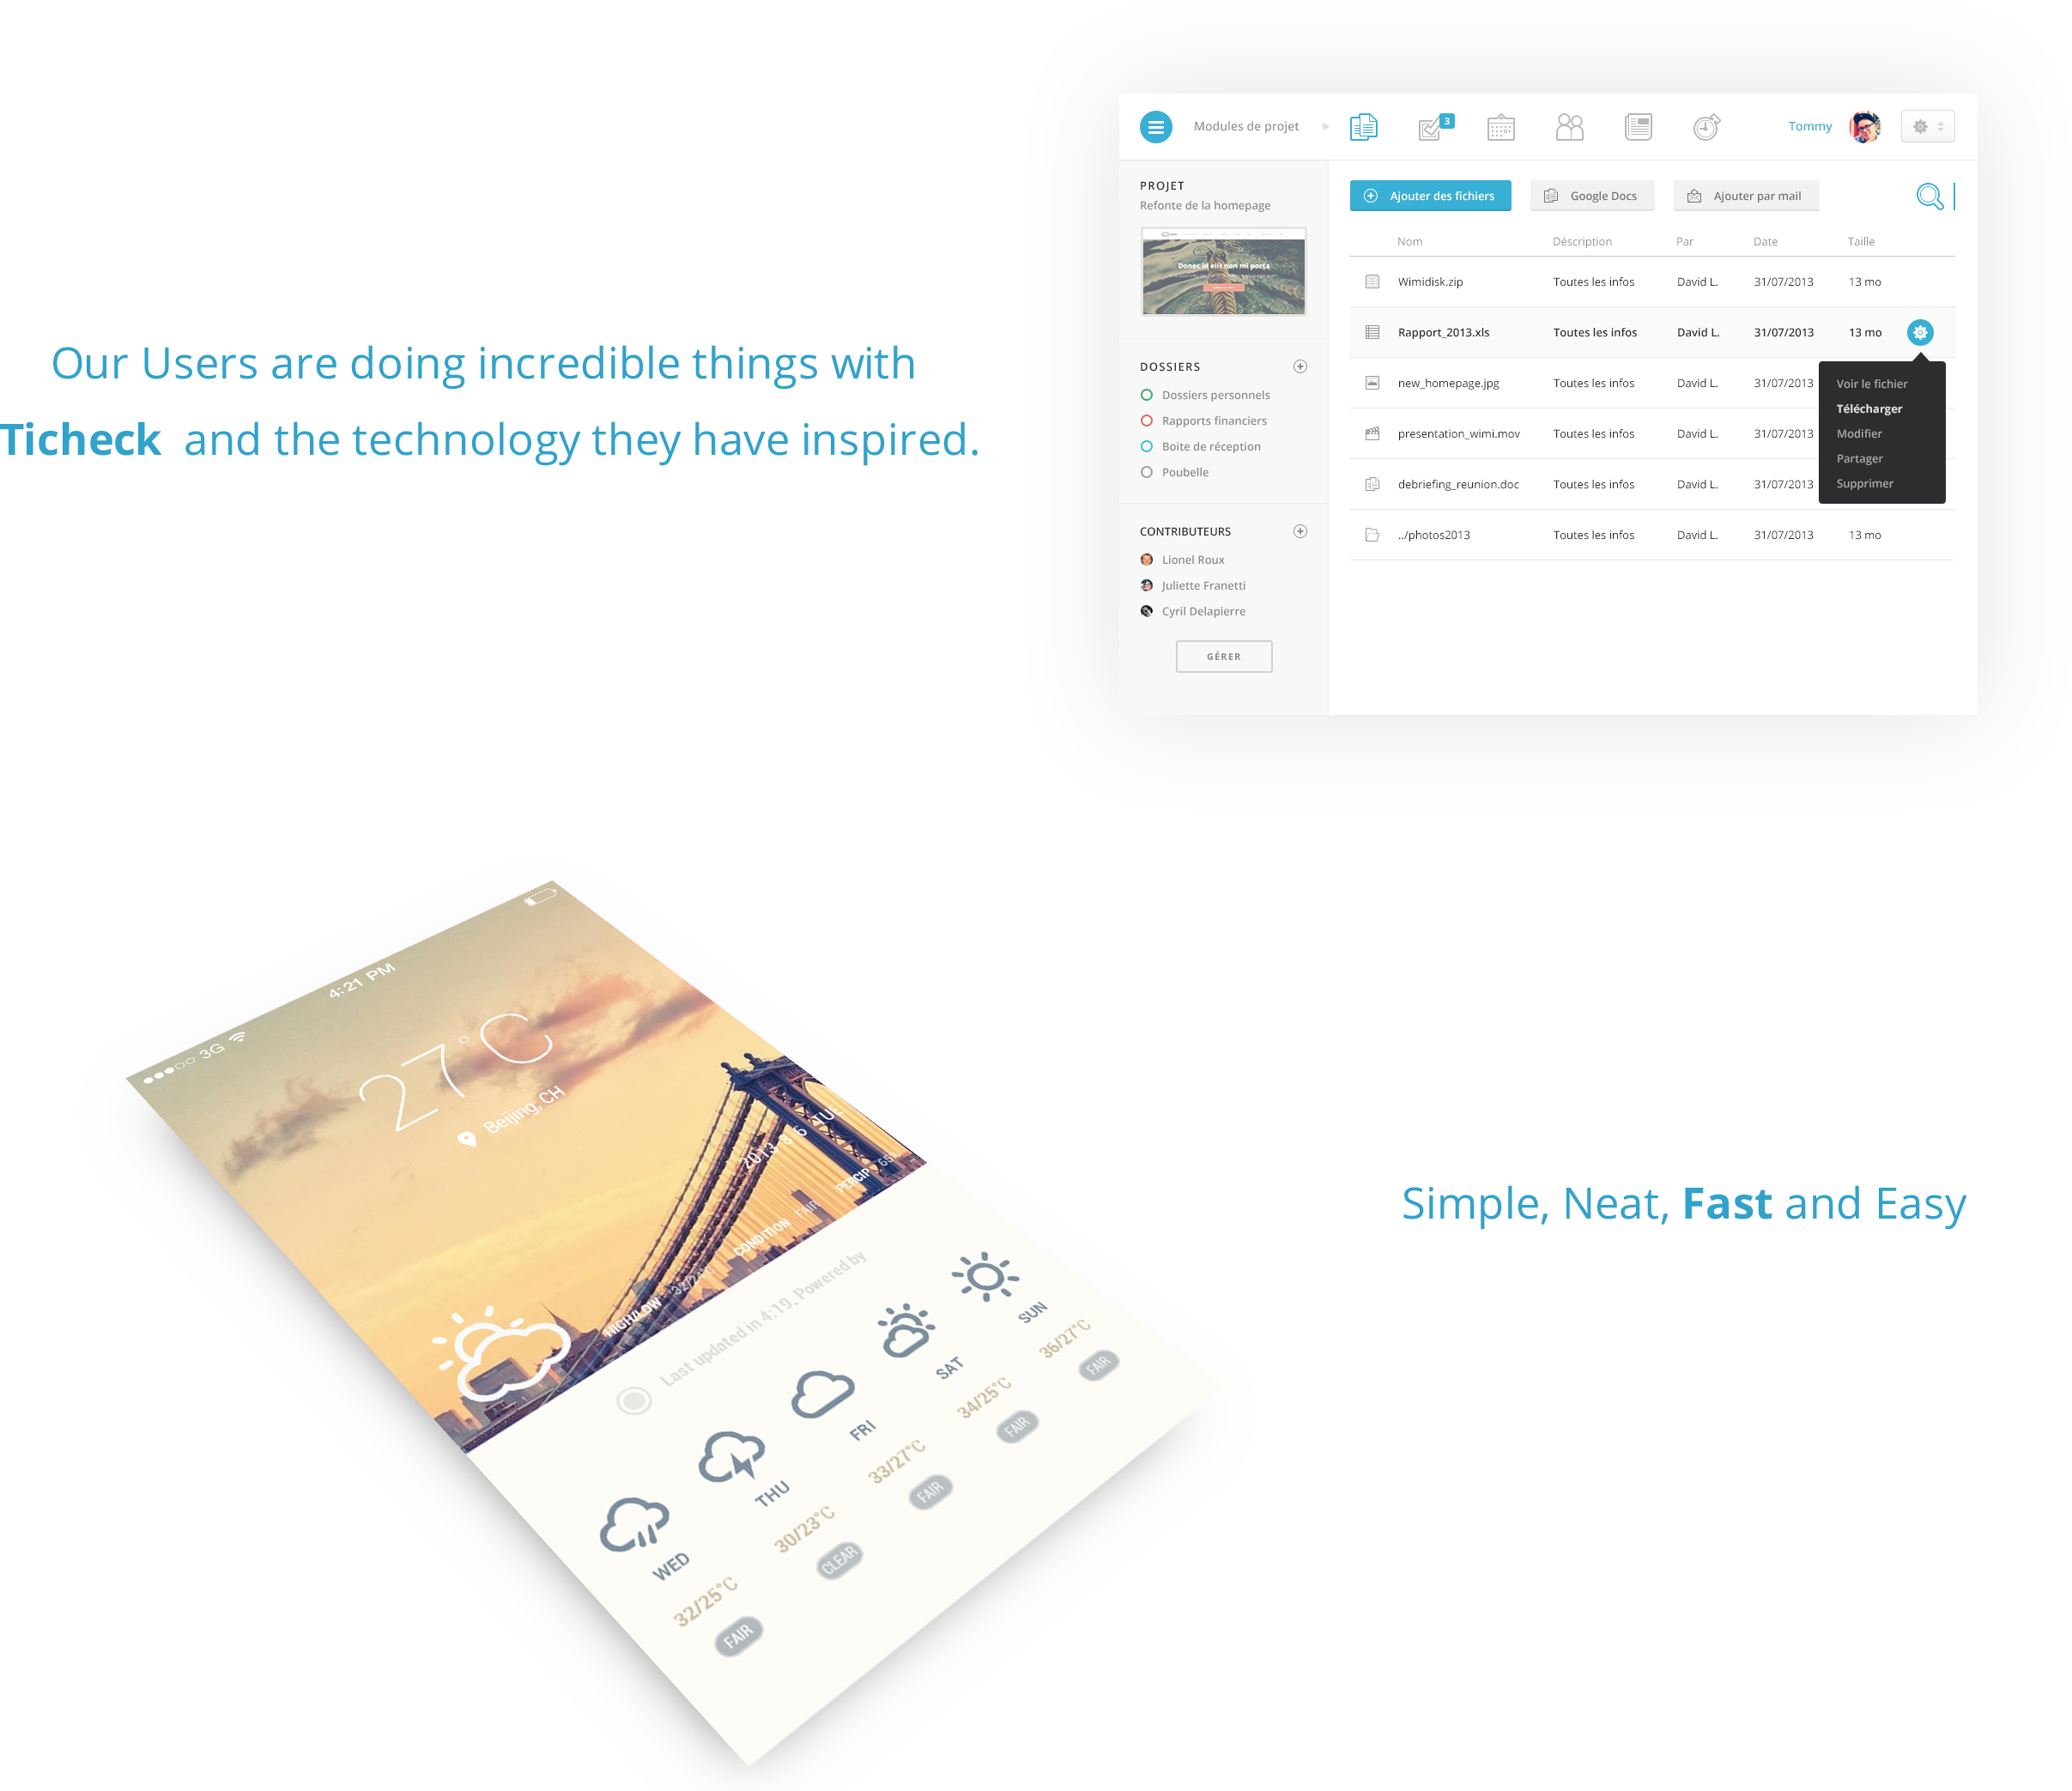 Our Users are doing incredible things with
Ticheck and the technology they have inspired.
Modules de projet
3
Tommy
PROJET
Refonte de la homepage
Donec id elit non mi porta
DOSSIERS
Dossiers personnels
Rapports financiers
Boite de réception
Poubelle
CONTRIBUTEURS
Lionel Roux
Juliette Franetti
Cyril Delapierre
GÉRER
Ajouter des fichiers Google Docs Ajouter par mail
Nom Déscription Par Date Taille
Wimidisk.zip Toutes les infos David L. 31/07/2013 13 mo
Rapport_2013.xls Toutes les infos David L. 31/07/2013 13 mo
new_homepage.jpg Toutes les infos David L. 31/07/2013
presentation_wimi.mov Toutes les infos David L. 31/07/2013
debriefing_reunion.doc Toutes les infos David L. 31/07/2013
../photos2013 Toutes les infos David L. 31/07/2013 13 mo
Voir le fichier
Télécharger
Modifier
Partager
Supprimer
3G
4:21 PM
27°C
Beijing, CH
2013 8 6 TUE
HIGH/LOW 32/24°C CONDITION FAIR PERCIP 65
Last updated in 4:19, Powered by
WED
32/25°C
FAIR
THU
30/23°C
CLEAR
FRI
33/27°C
FAIR
SAT
34/25°C
FAIR
SUN
36/27°C
FAIR
Simple, Neat, Fast and Easy